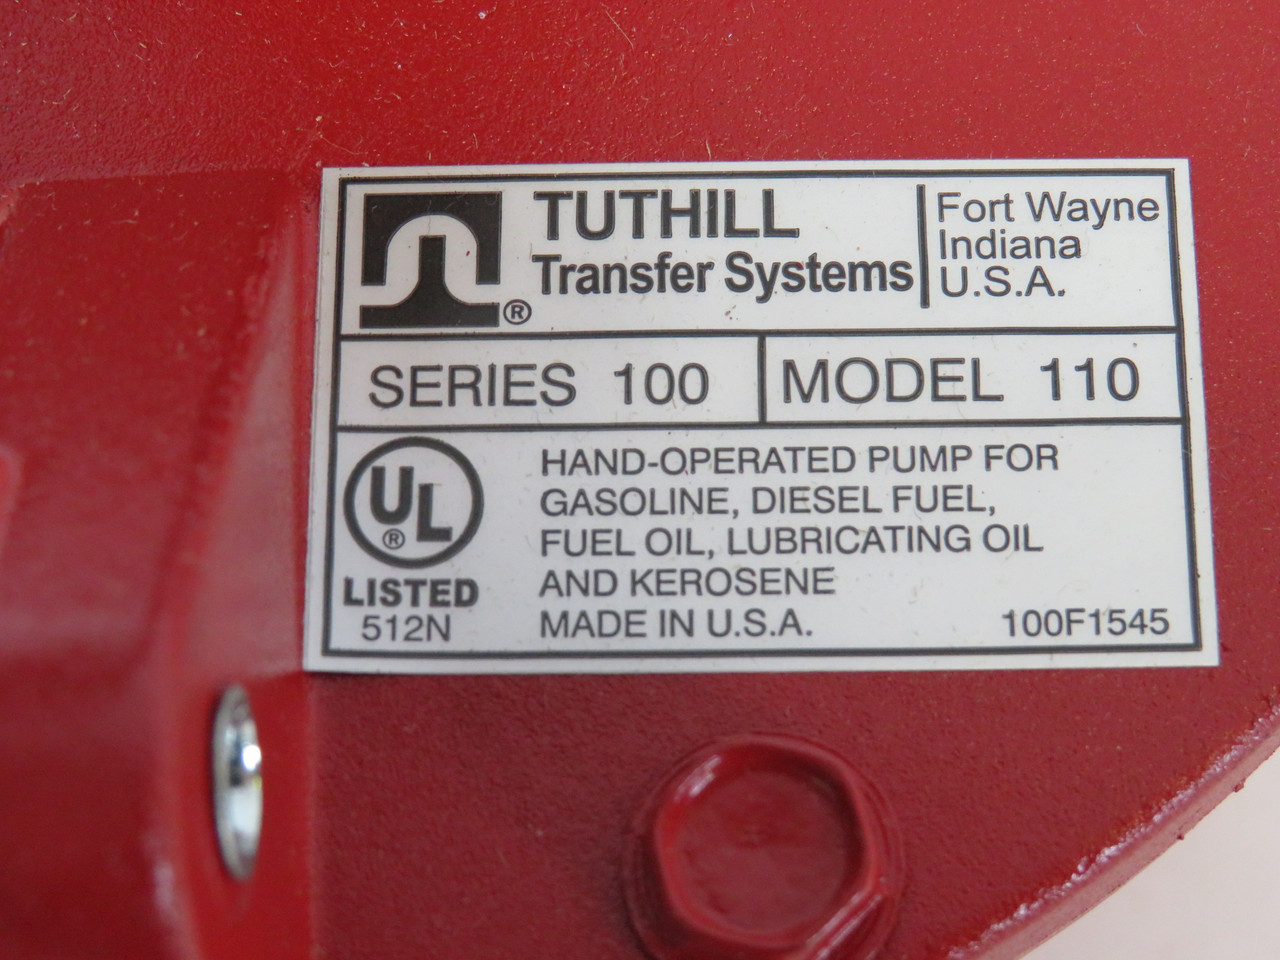 TUTHILL
Transfer Systems
Fort Wayne
Indiana
U.S.A.
®
SERIES 100
MODEL 110
UL
®
LISTED
512N
HAND-OPERATED PUMP FOR
GASOLINE, DIESEL FUEL,
FUEL OIL, LUBRICATING OIL
AND KEROSENE
MADE IN U.S.A.
100F1545